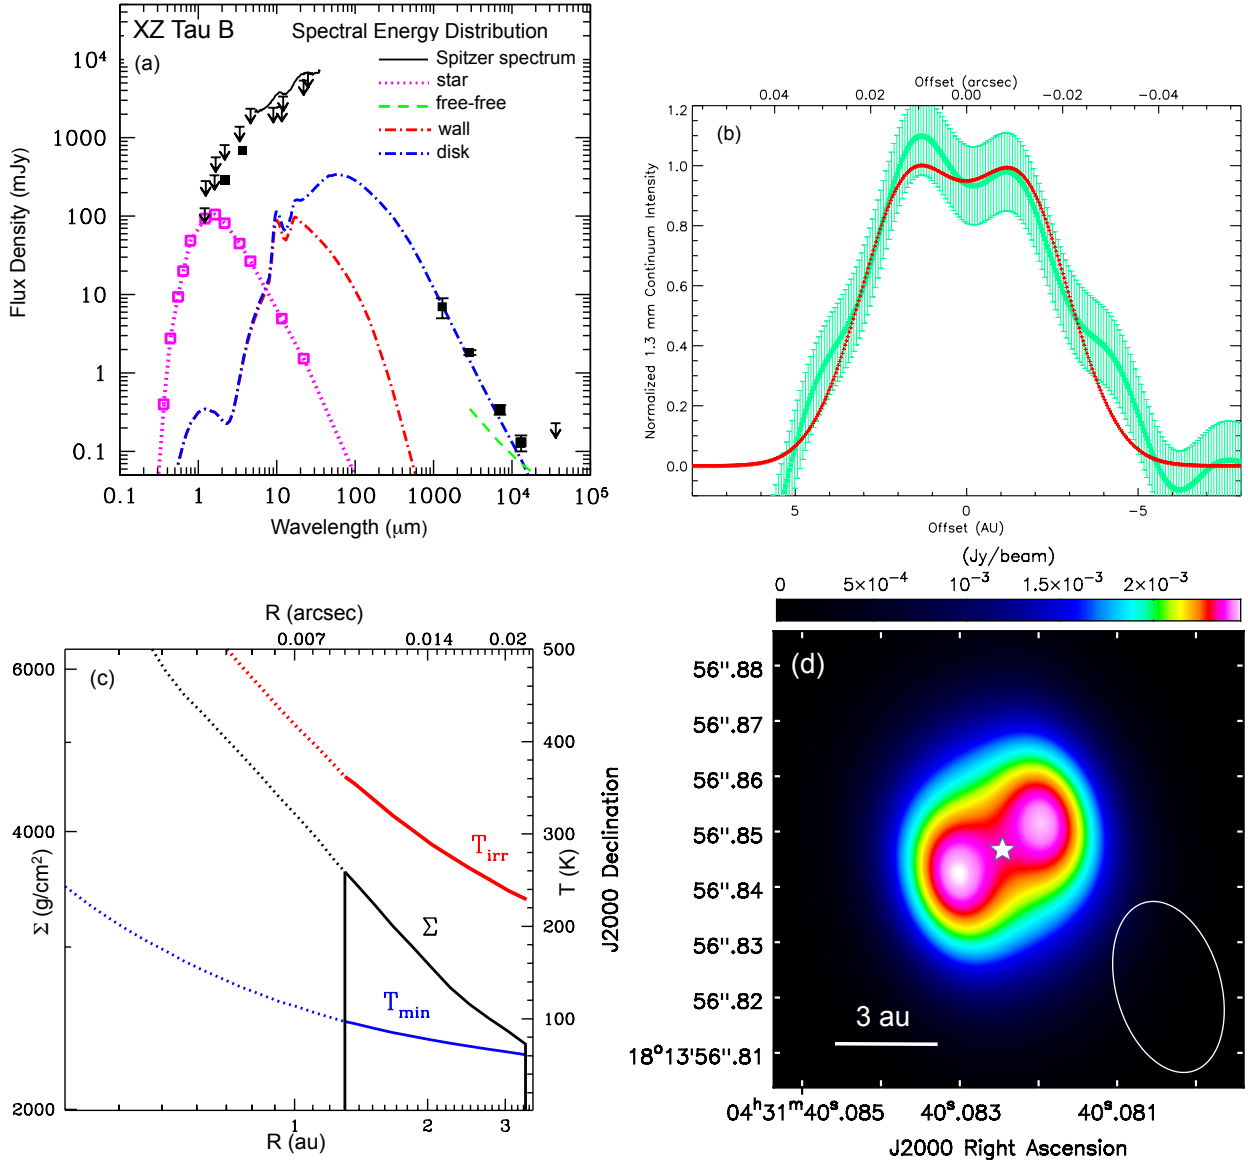 XZ Tau B
Spectral Energy Distribution
(a)
Spitzer spectrum
star
free-free
wall
disk
Flux Density (mJy)
10⁴
1000
100
10
1
0.1
0.1 1 10 100 1000 10⁴ 10⁵
Wavelength (μm)
Offset (arcsec)
0.04 0.02 0.00 −0.02 −0.04
(b)
Normalized 1.3 mm Continuum Intensity
1.2
1.0
0.8
0.6
0.4
0.2
0.0
5 0 −5
Offset (AU)
R (arcsec)
0.007 0.014 0.02
(c)
Σ (g/cm²)
6000
4000
2000
500
400
300
200
100
T (K)
T_irr
Σ
T_min
1 2 3
R (au)
(Jy/beam)
0 5×10⁻⁴ 10⁻³ 1.5×10⁻³ 2×10⁻³
(d)
J2000 Declination
56".88
56".87
56".86
56".85
56".84
56".83
56".82
18°13'56".81
3 au
04ʰ31ᵐ40ˢ.085 40ˢ.083 40ˢ.081
J2000 Right Ascension